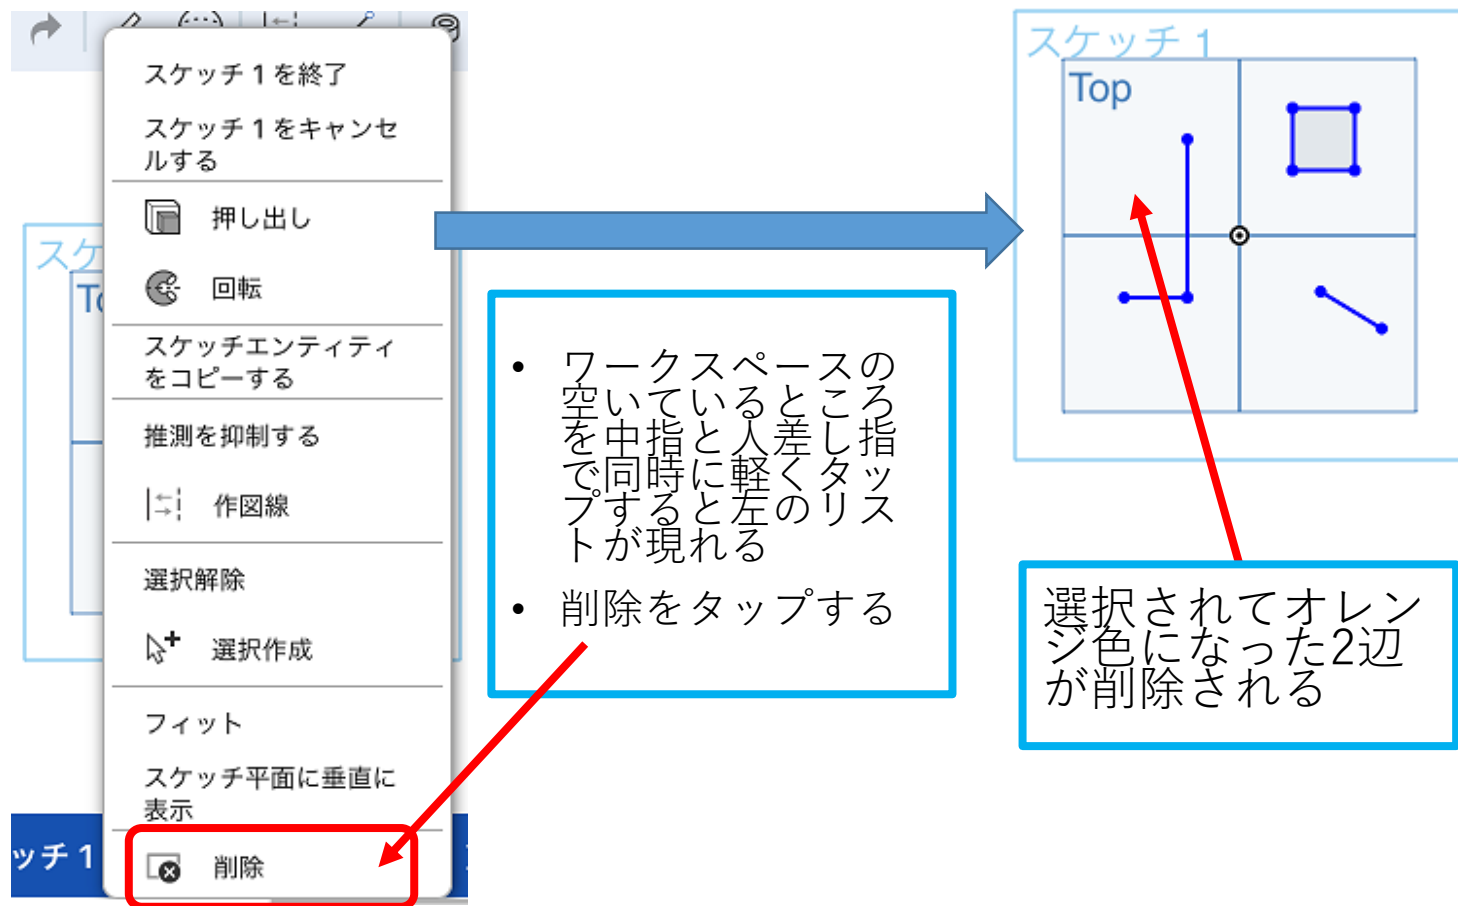 スケッチ 1 を終了
スケッチ 1 をキャンセ
ルする
押し出し
回転
スケッチエンティティ
をコピーする
推測を抑制する
作図線
選択解除
選択作成
フィット
スケッチ平面に垂直に
表示
削除
スケ
To
ッチ 1
• ワークスペースの
空いているところ
を中指と人差し指
で同時に軽くタッ
プすると左のリス
トが現れる
• 削除をタップする
スケッチ 1
Top
選択されてオレン
ジ色になった2辺
が削除される